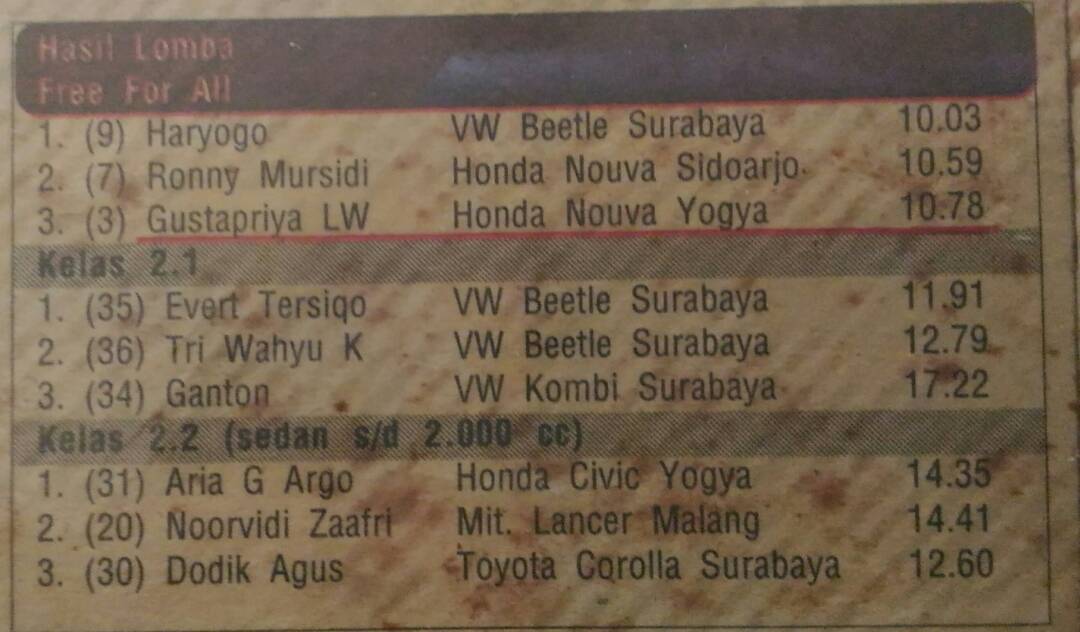 Hasil Lomba
Free For All
1. (9) Haryogo VW Beetle Surabaya 10.03
2. (7) Ronny Mursidi Honda Nouva Sidoarjo. 10.59
3. (3) Gustapriya LW Honda Nouva Yogya 10.78
Kelas 2.1
1. (35) Evert Tersiqo VW Beetle Surabaya 11.91
2. (36) Tri Wahyu K VW Beetle Surabaya 12.79
3. (34) Ganton VW Kombi Surabaya 17.22
Kelas 2.2 (sedan s/d 2.000 cc)
1. (31) Aria G Argo Honda Civic Yogya 14.35
2. (20) Noorvidi Zaafri Mit. Lancer Malang 14.41
3. (30) Dodik Agus Toyota Corolla Surabaya 12.60